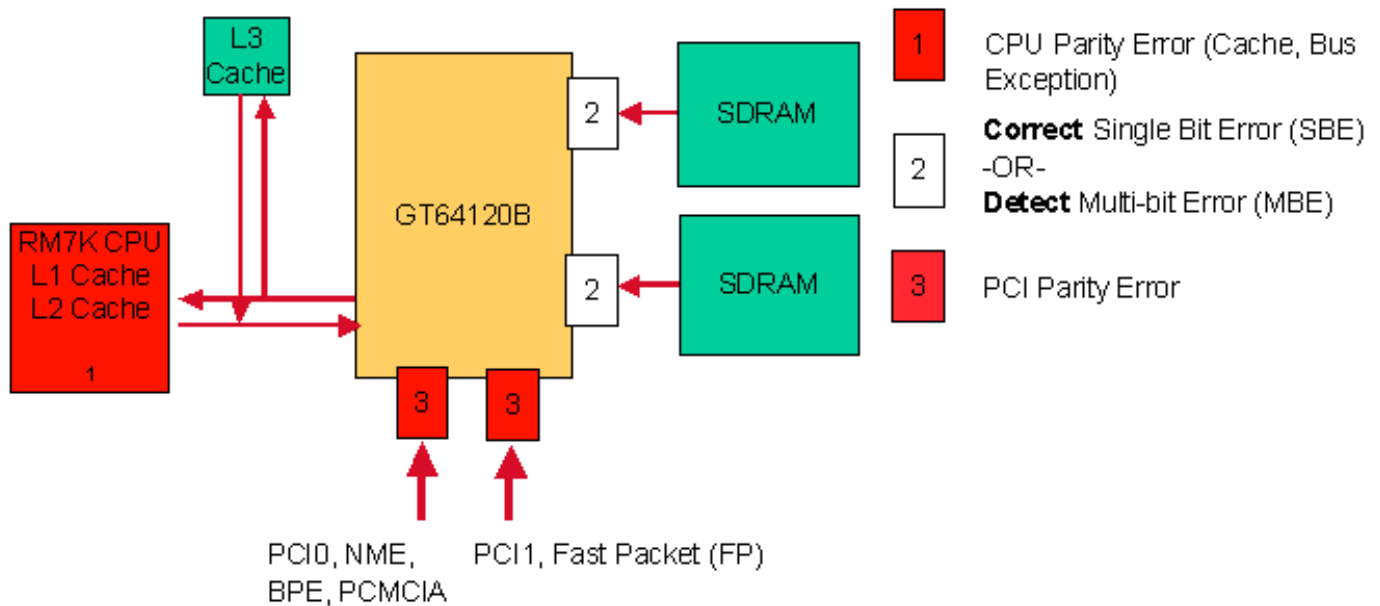 L3
Cache
GT64120B
2
SDRAM
2
SDRAM
RM7K CPU
L1 Cache
L2 Cache
1
3
3
PCI0, NME,
BPE, PCMCIA
PCI1, Fast Packet (FP)
1
CPU Parity Error (Cache, Bus
Exception)
2
Correct Single Bit Error (SBE)
-OR-
Detect Multi-bit Error (MBE)
3
PCI Parity Error